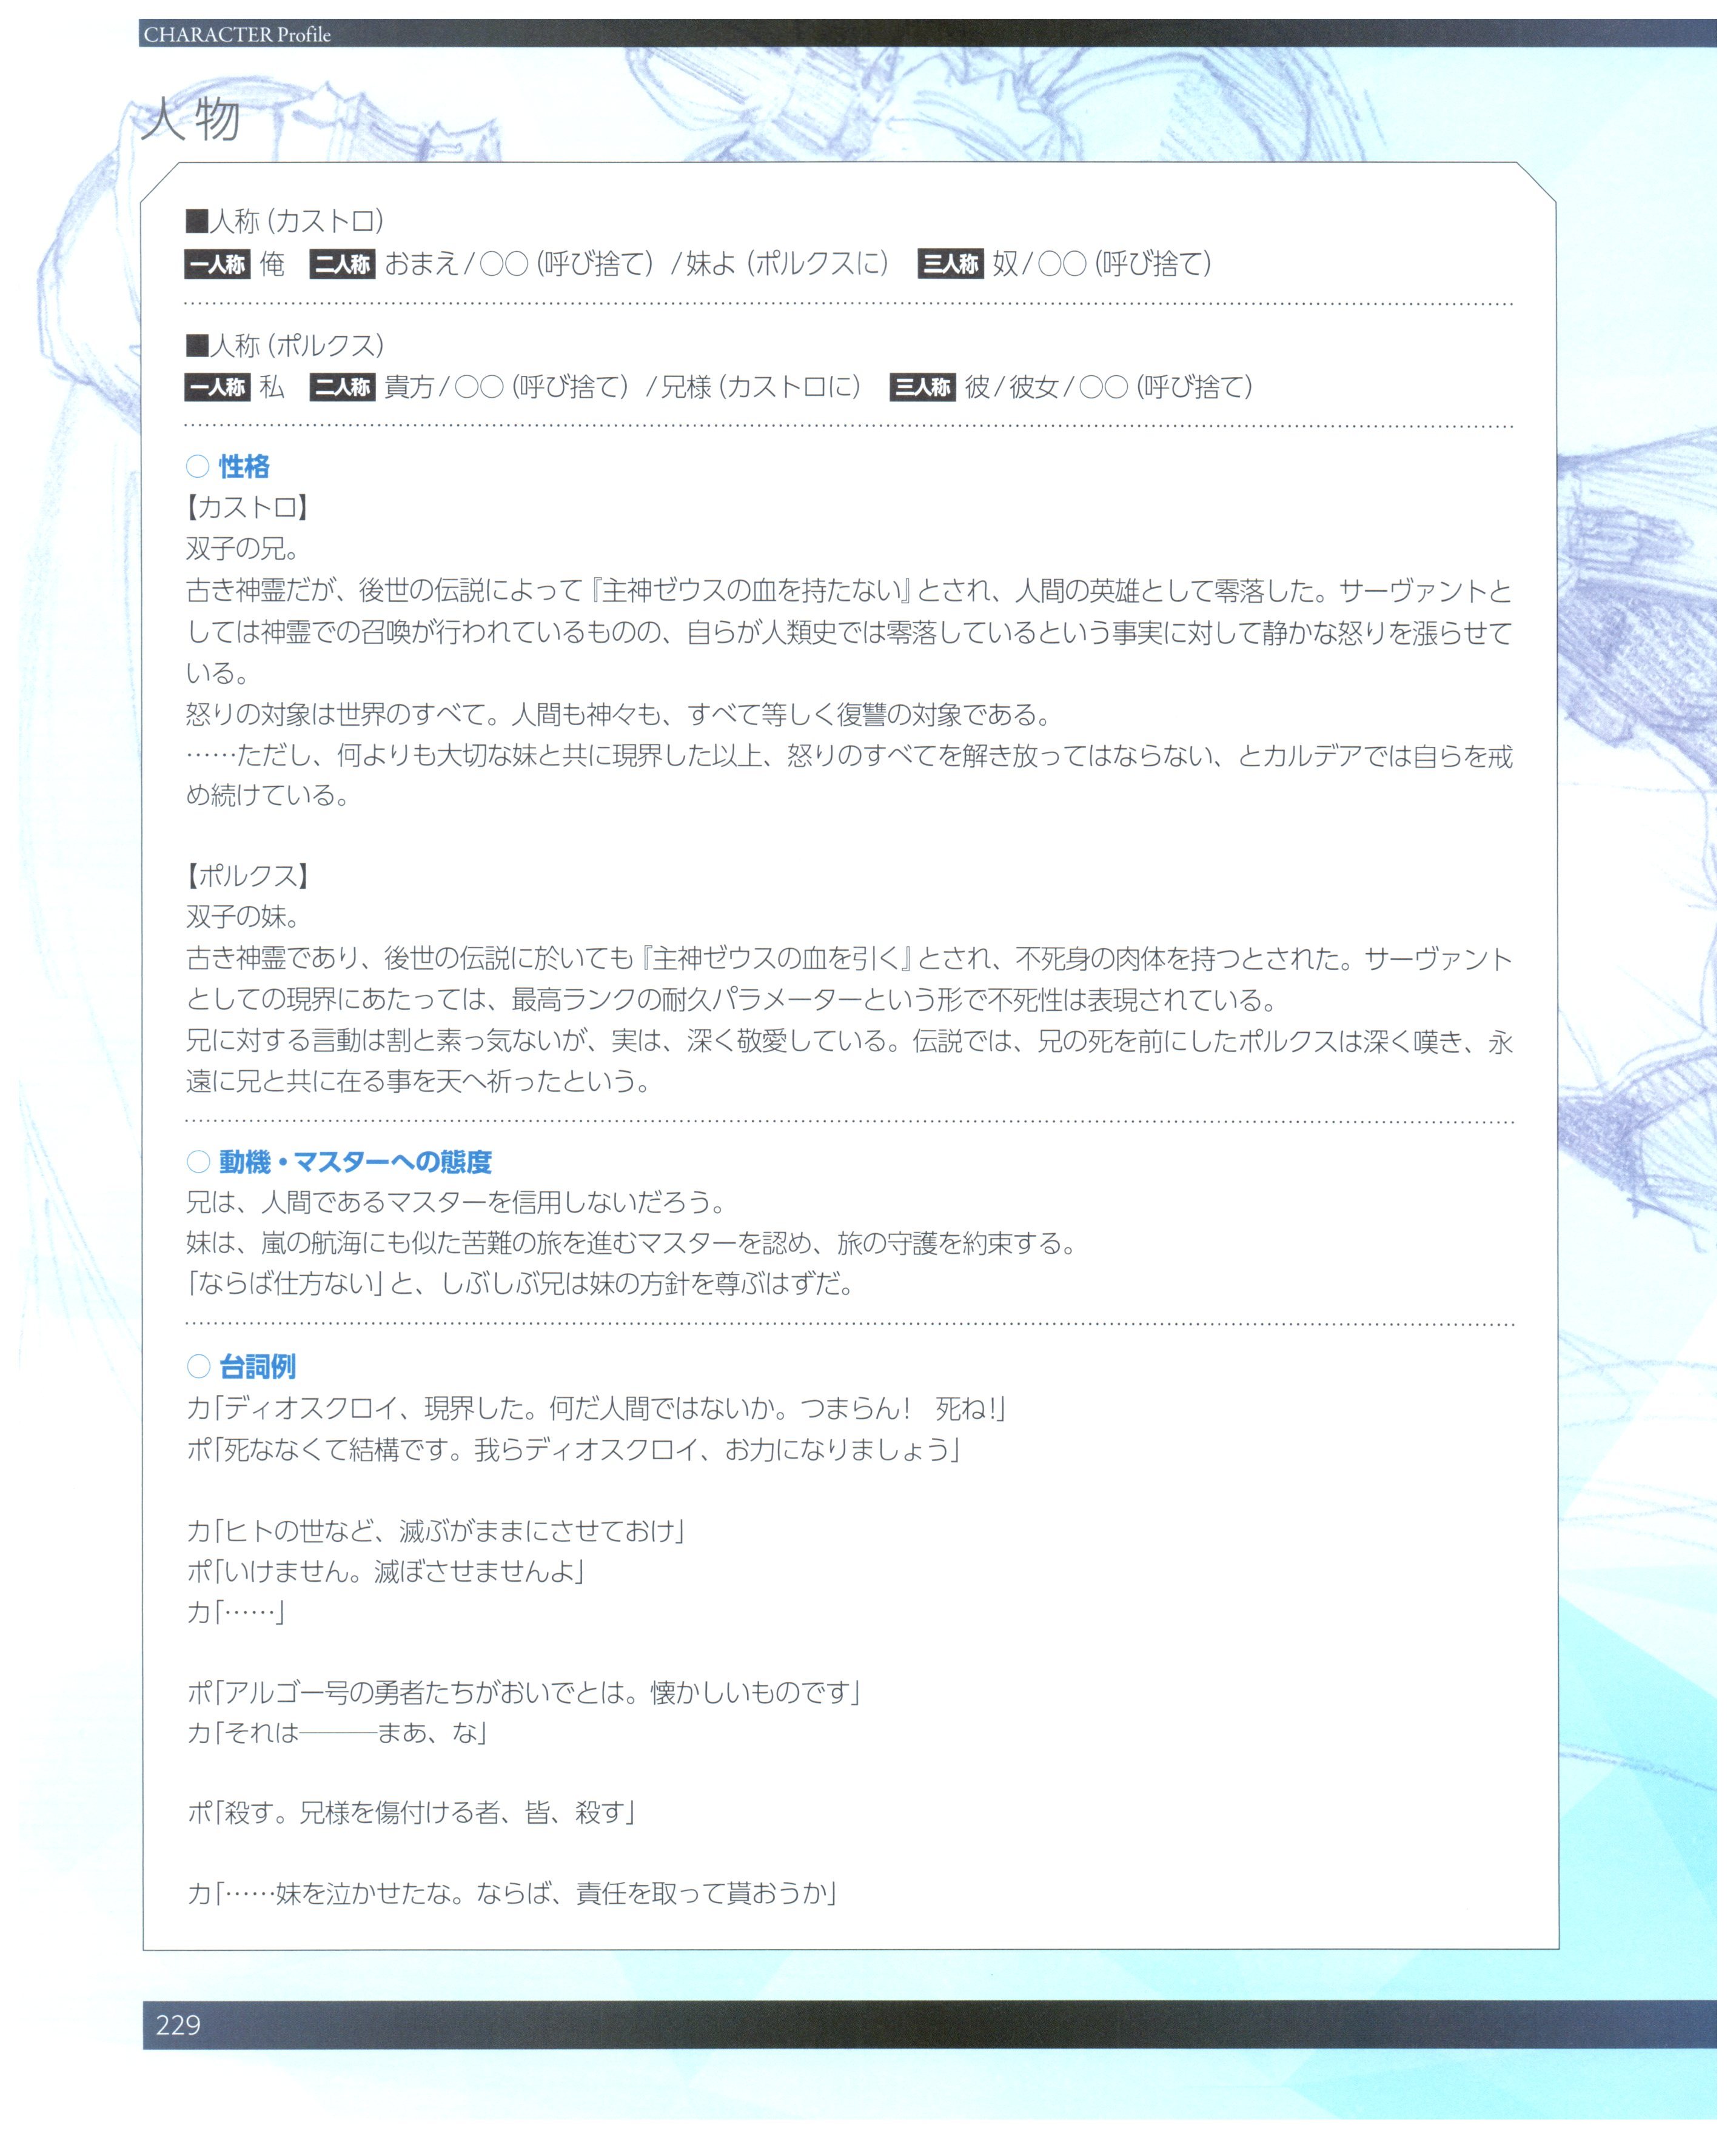 CHARACTER Profile
人物
■人称（カストロ）
一人称 俺 二人称 おまえ/○○（呼び捨て）/妹よ（ポルクスに） 三人称 奴/○○（呼び捨て）
■人称（ポルクス）
一人称 私 二人称 貴方/○○（呼び捨て）/兄様（カストロに） 三人称 彼/彼女/○○（呼び捨て）
○ 性格
【カストロ】
双子の兄。
古き神霊だが、後世の伝説によって『主神ゼウスの血を持たない』とされ、人間の英雄として零落した。サーヴァントと
しては神霊での召喚が行われているものの、自らが人類史では零落しているという事実に対して静かな怒りを漲らせて
いる。
怒りの対象は世界のすべて。人間も神々も、すべて等しく復讐の対象である。
……ただし、何よりも大切な妹と共に現界した以上、怒りのすべてを解き放ってはならない、とカルデアでは自らを戒
め続けている。
【ポルクス】
双子の妹。
古き神霊であり、後世の伝説に於いても『主神ゼウスの血を引く』とされ、不死身の肉体を持つとされた。サーヴァント
としての現界にあたっては、最高ランクの耐久パラメーターという形で不死性は表現されている。
兄に対する言動は割と素っ気ないが、実は、深く敬愛している。伝説では、兄の死を前にしたポルクスは深く嘆き、永
遠に兄と共に在る事を天へ祈ったという。
○ 動機・マスターへの態度
兄は、人間であるマスターを信用しないだろう。
妹は、嵐の航海にも似た苦難の旅を進むマスターを認め、旅の守護を約束する。
「ならば仕方ない」と、しぶしぶ兄は妹の方針を尊ぶはずだ。
○ 台詞例
カ「ディオスクロイ、現界した。何だ人間ではないか。つまらん！　死ね！」
ポ「死ななくて結構です。我らディオスクロイ、お力になりましょう」
カ「ヒトの世など、滅ぶがままにさせておけ」
ポ「いけません。滅ぼさせませんよ」
カ「……」
ポ「アルゴー号の勇者たちがおいでとは。懐かしいものです」
カ「それは―――まあ、な」
ポ「殺す。兄様を傷付ける者、皆、殺す」
カ「……妹を泣かせたな。ならば、責任を取って貰おうか」
229